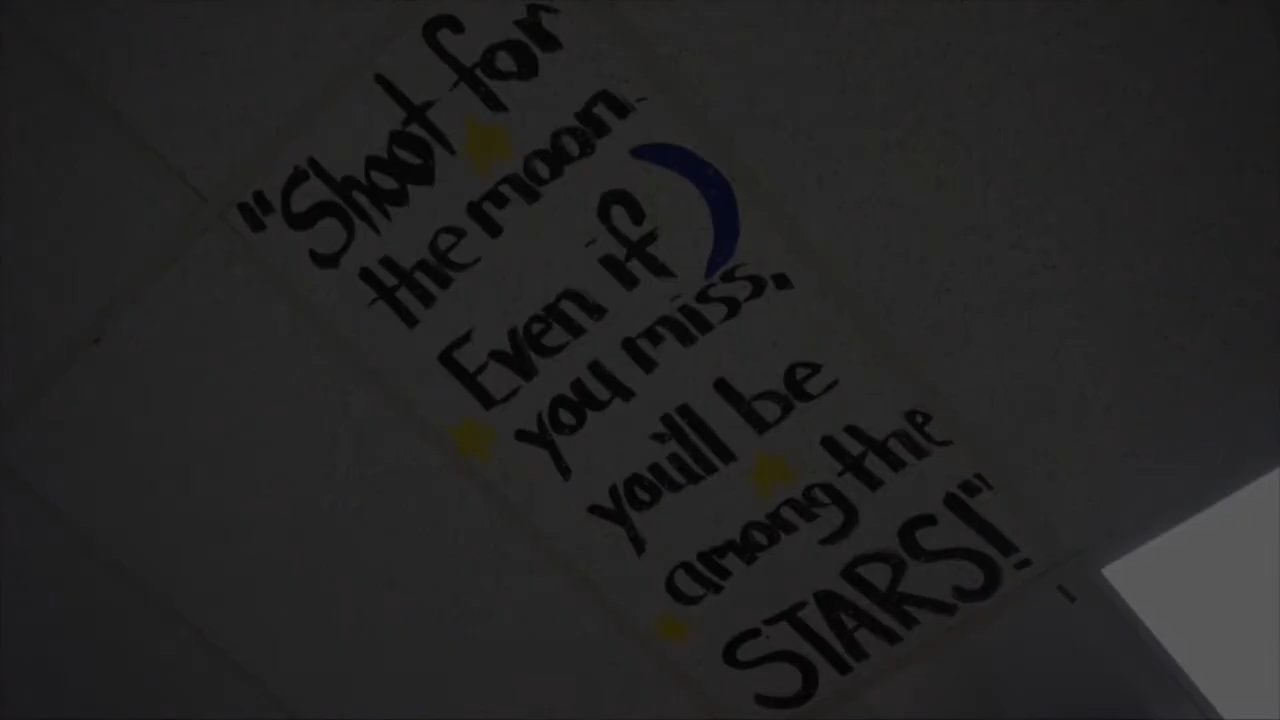 "Shoot for
the moon.
Even if
you miss,
you'll be
among the
STARS!"